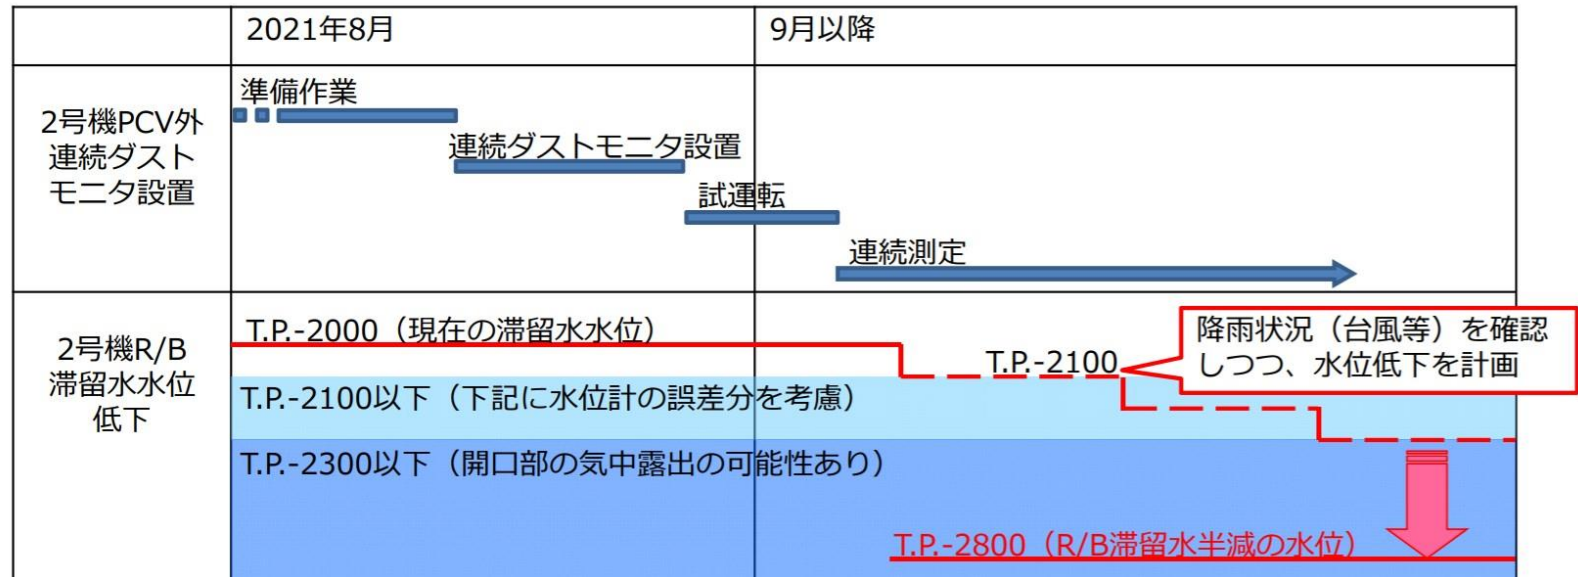 2021年8月
9月以降
2号機PCV外
連続ダスト
モニタ設置
準備作業
連続ダストモニタ設置
試運転
連続測定
2号機R/B
滞留水水位
低下
T.P.-2000（現在の滞留水水位）
T.P.-2100
降雨状況（台風等）を確認
しつつ、水位低下を計画
T.P.-2100以下（下記に水位計の誤差分を考慮）
T.P.-2300以下（開口部の気中露出の可能性あり）
T.P.-2800（R/B滞留水半減の水位）